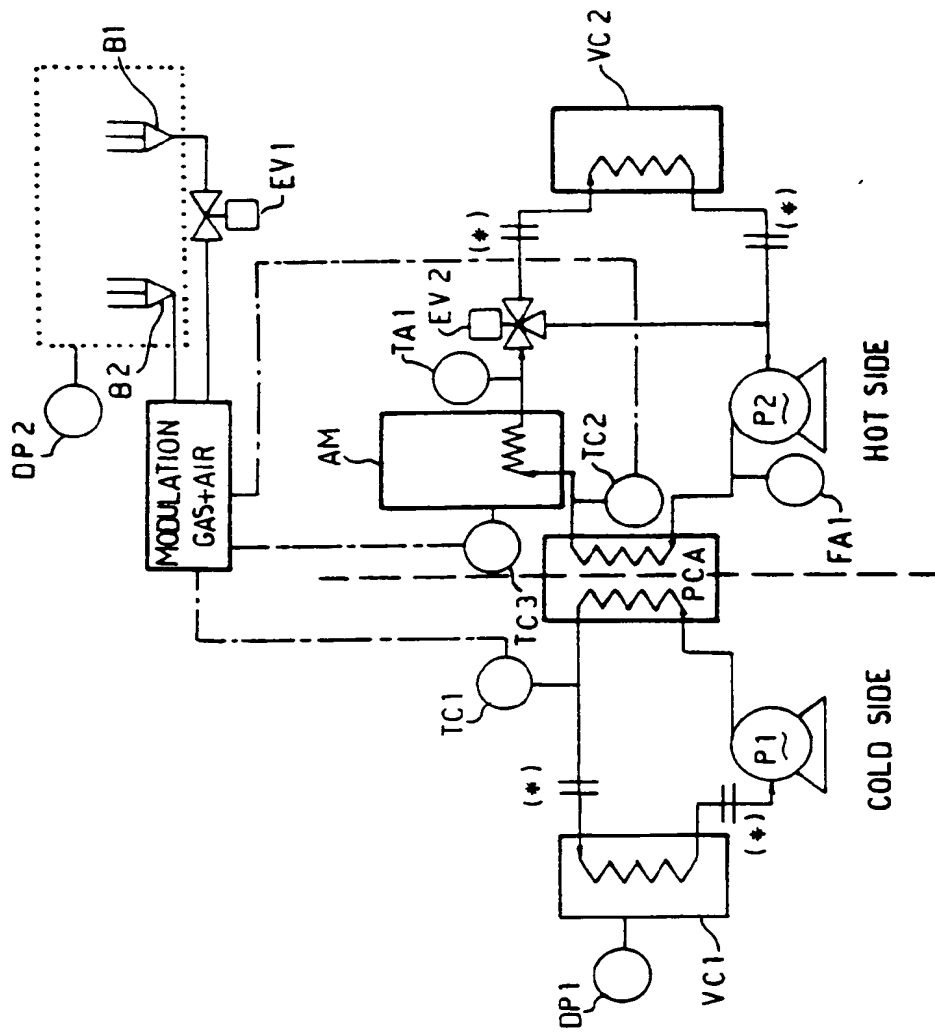 DP2
B2
B1
MODULATION
GAS+AIR
EV1
AM
TA1
EV2
(*)
VC2
TC1
TC3
TC2
(*)
(*)
PCA
P2
FA1
P1
(*)
DP1
VC1
COLD SIDE
HOT SIDE